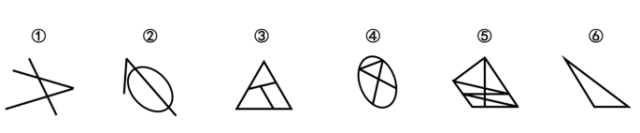 ① ② ③ ④ ⑤ ⑥